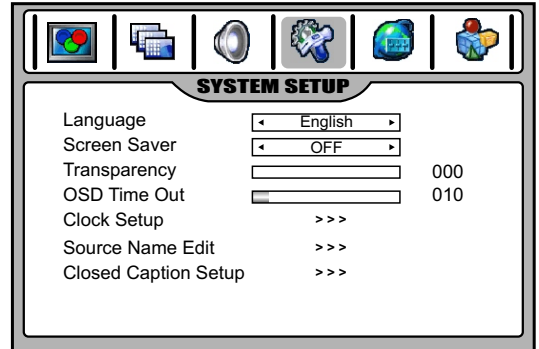 SYSTEM SETUP
Language ◂ English ▸
Screen Saver ◂ OFF ▸
Transparency 000
OSD Time Out 010
Clock Setup >>>
Source Name Edit >>>
Closed Caption Setup >>>